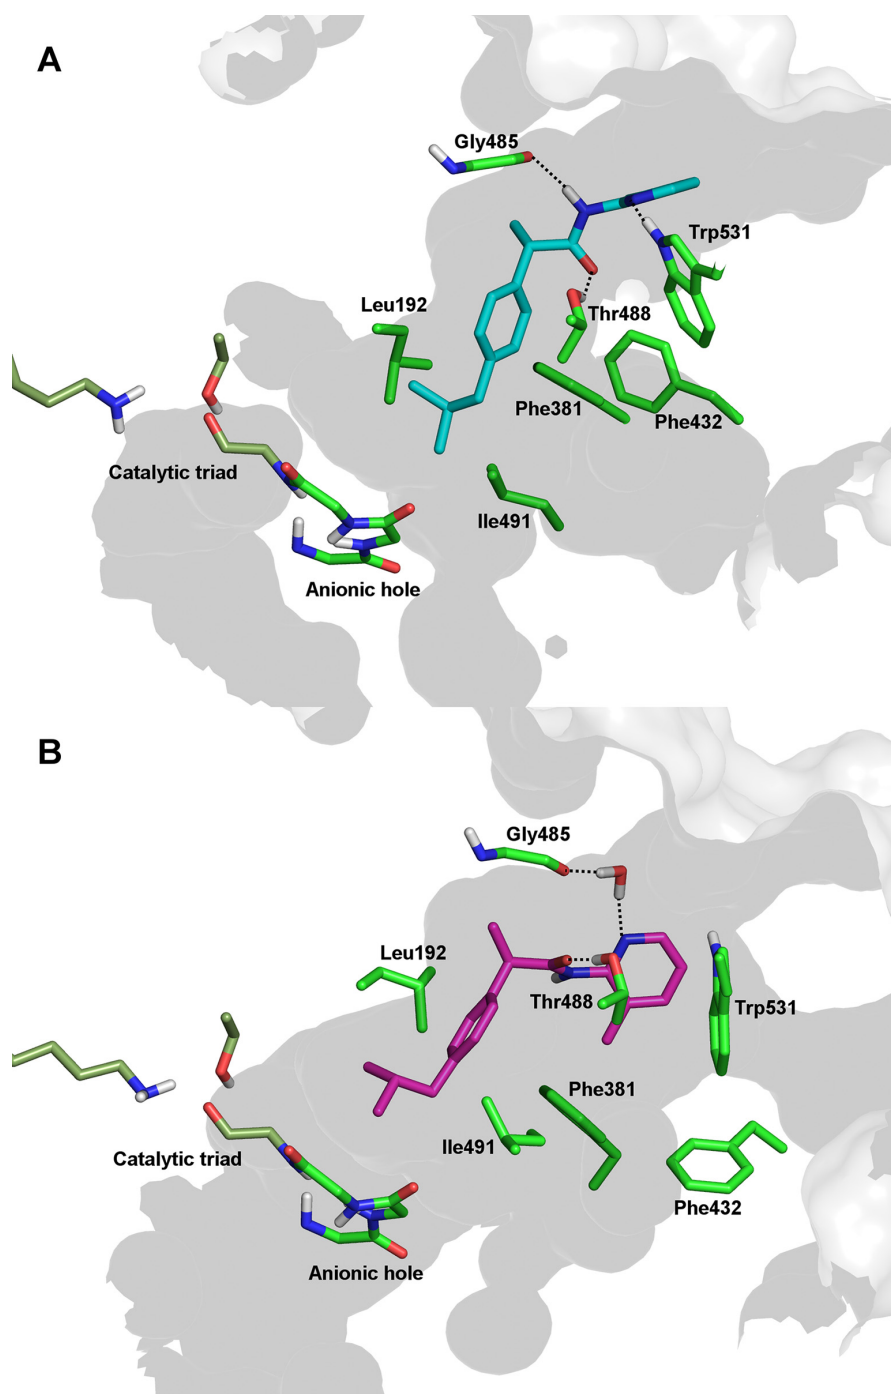 A
Gly485
Trp531
Leu192
Thr488
Phe381
Phe432
Catalytic triad
Ile491
Anionic hole
B
Gly485
Leu192
Thr488
Trp531
Phe381
Ile491
Catalytic triad
Phe432
Anionic hole